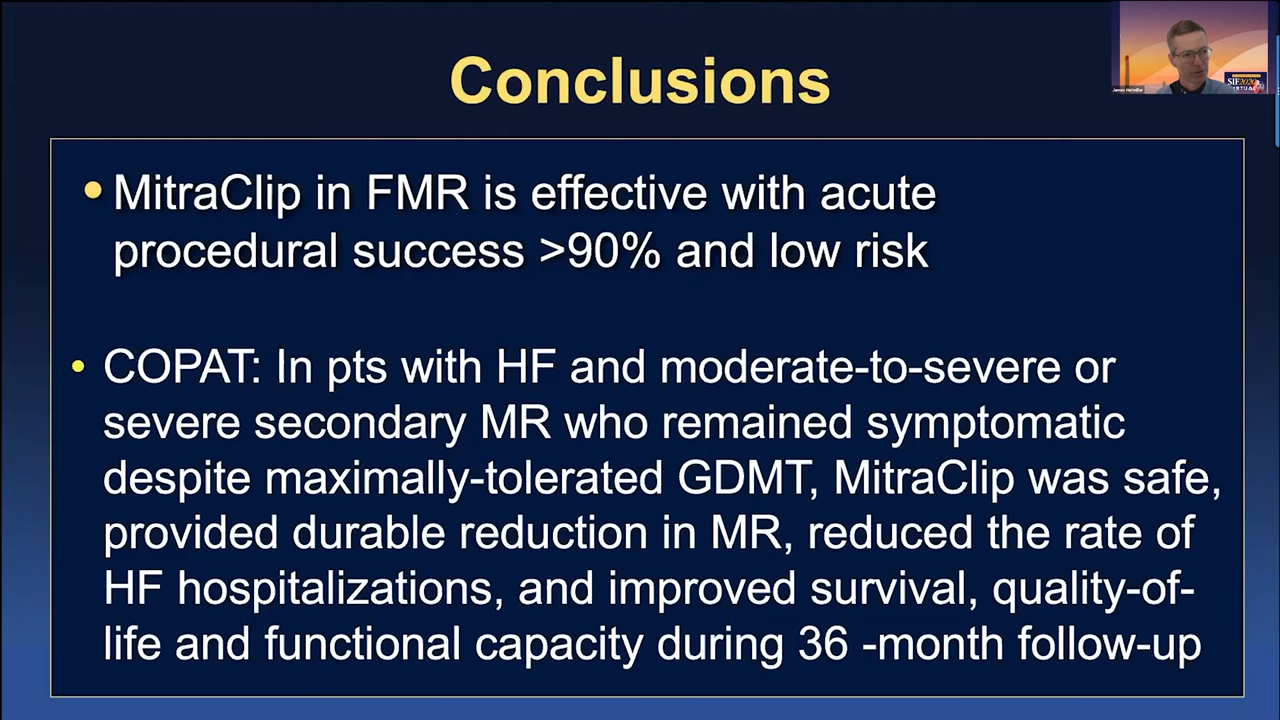 Conclusions
• MitraClip in FMR is effective with acute
procedural success >90% and low risk
• COPAT: In pts with HF and moderate-to-severe or
severe secondary MR who remained symptomatic
despite maximally-tolerated GDMT, MitraClip was safe,
provided durable reduction in MR, reduced the rate of
HF hospitalizations, and improved survival, quality-of-
life and functional capacity during 36 -month follow-up
James Hermiller